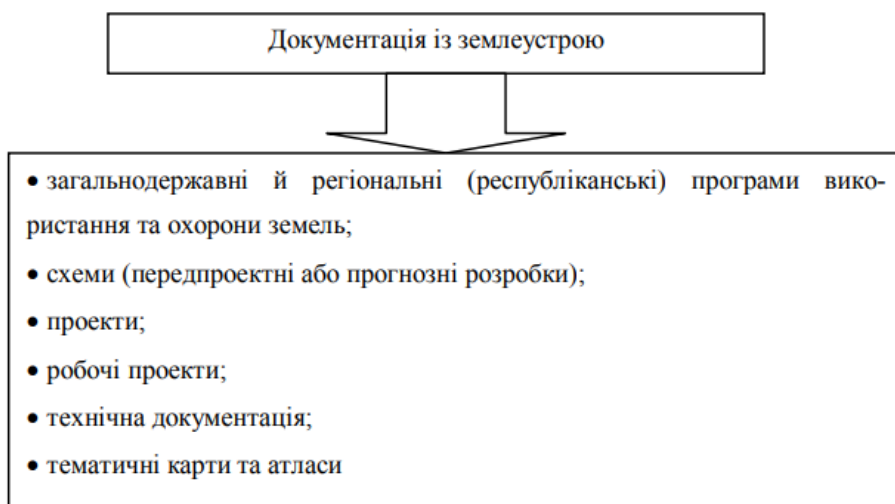 Документація із землеустрою
• загальнодержавні й регіональні (республіканські) програми вико-
ристання та охорони земель;
• схеми (передпроектні або прогнозні розробки);
• проекти;
• робочі проекти;
• технічна документація;
• тематичні карти та атласи